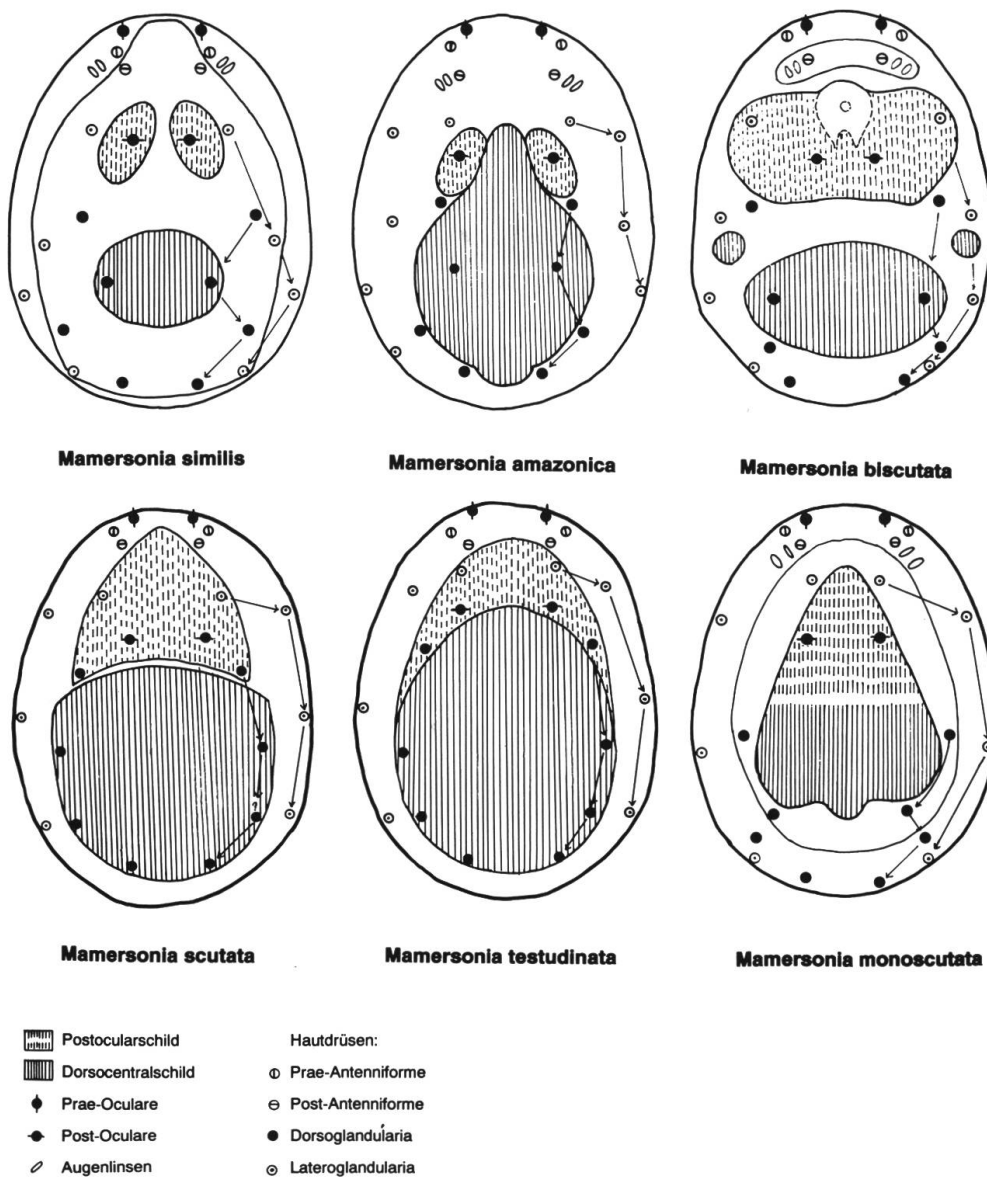 Mamersonia similis
Mamersonia amazonica
Mamersonia biscutata
Mamersonia scutata
Mamersonia testudinata
Mamersonia monoscutata
Postocularschild
Dorsocentralschild
Prae-Oculare
Post-Oculare
Augenlinsen
Hautdrüsen:
Prae-Antenniforme
Post-Antenniforme
Dorsoglandularia
Lateroglandularia